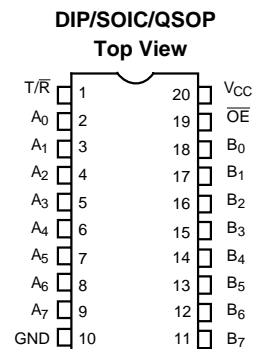 DIP/SOIC/QSOP
Top View
T/R̅ 1 20 VCC
A0 2 19 O̅E̅
A1 3 18 B0
A2 4 17 B1
A3 5 16 B2
A4 6 15 B3
A5 7 14 B4
A6 8 13 B5
A7 9 12 B6
GND 10 11 B7